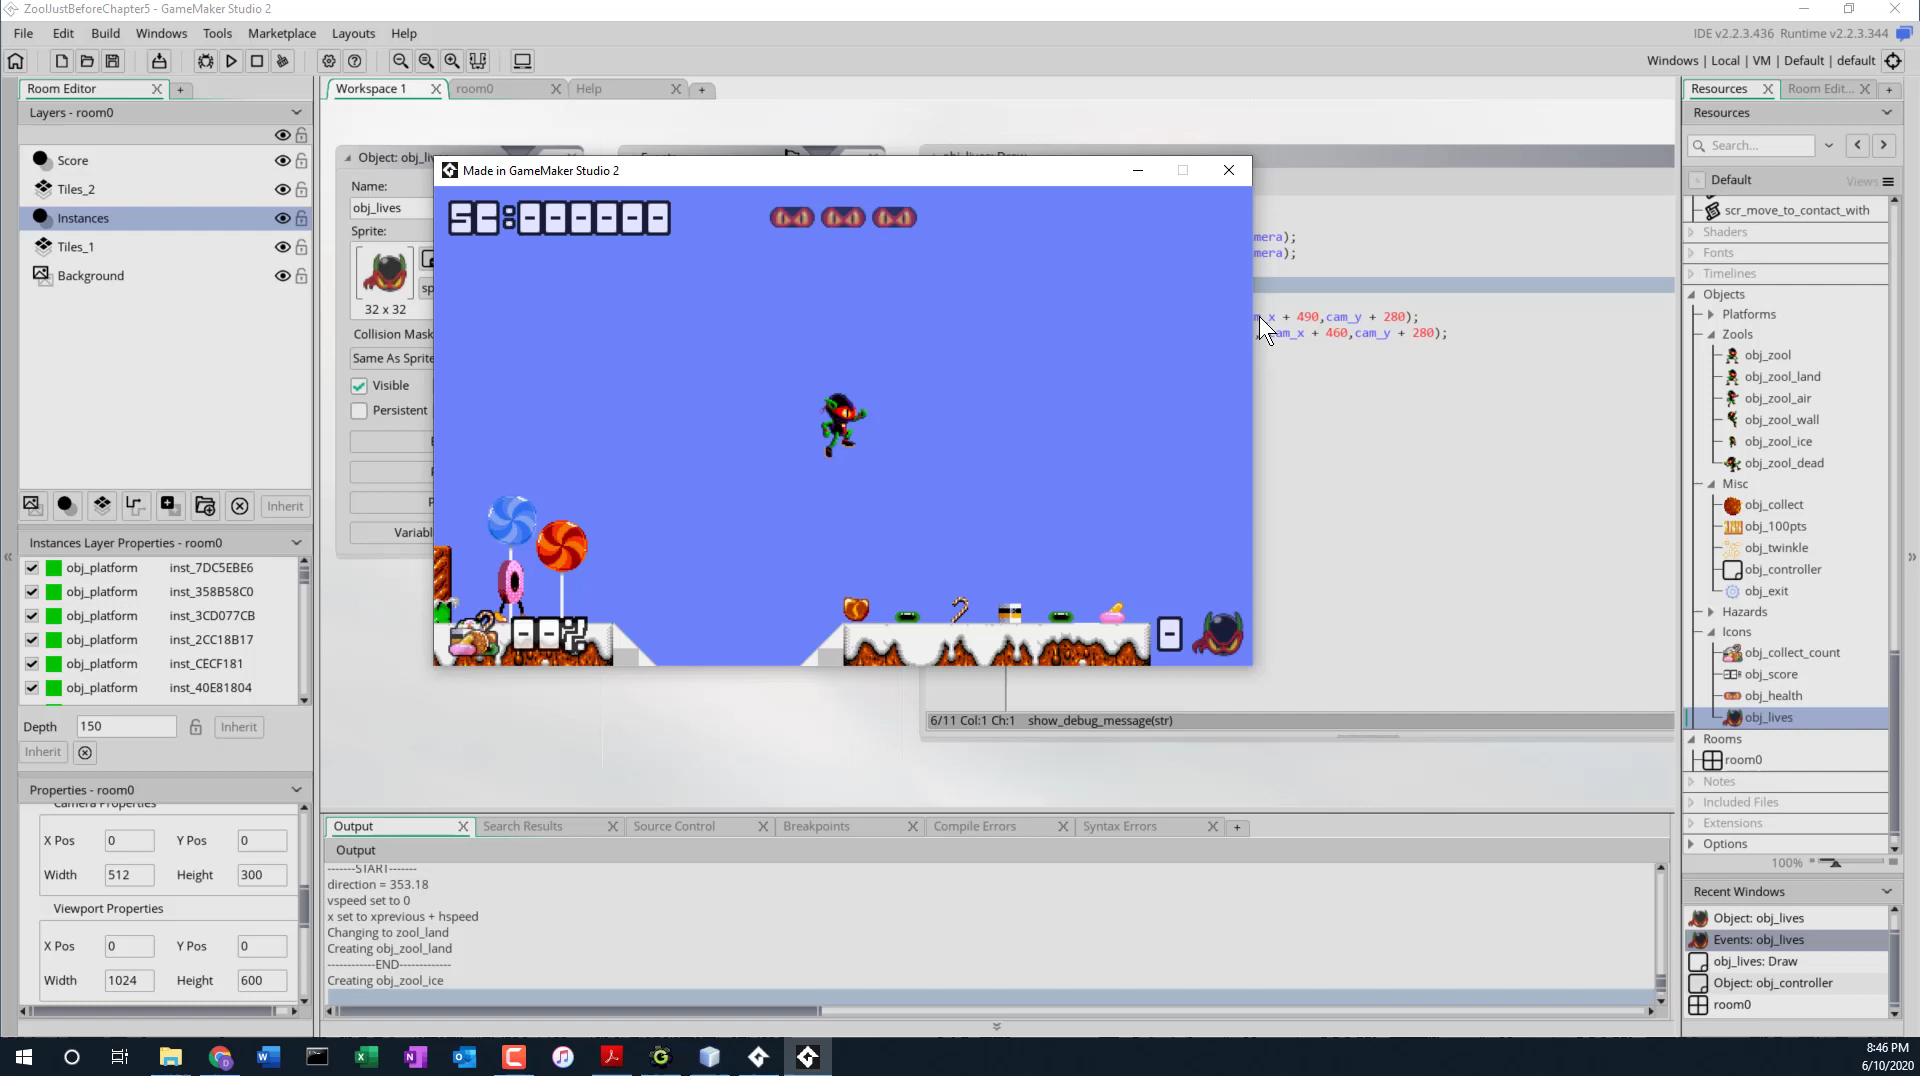 ZoolJustBeforeChapter5 - GameMaker Studio 2
File Edit Build Windows Tools Marketplace Layouts Help
IDE v2.2.3.436 Runtime v2.2.3.344
Windows | Local | VM | Default | default
Room Editor
Layers - room0
Score
Tiles_2
Instances
Tiles_1
Background
Inherit
Instances Layer Properties - room0
obj_platform inst_7DC5EBE6
obj_platform inst_358B58C0
obj_platform inst_3CD077CB
obj_platform inst_2CC18B17
obj_platform inst_CECF181
obj_platform inst_40E81804
Depth 150 Inherit
Inherit
Properties - room0
Camera Properties
X Pos 0 Y Pos 0
Width 512 Height 300
Viewport Properties
X Pos 0 Y Pos 0
Width 1024 Height 600
Workspace 1 room0 Help
Object: obj_liv
Name:
obj_lives
Sprite:
sp
32 x 32
Collision Mask
Same As Sprite
Visible
Persistent
Variabl
obj_lives: Draw
Made in GameMaker Studio 2
SC:------
--%
-
mera);
mera);
m_x + 490,cam_y + 280);
am_x + 460,cam_y + 280);
6/11 Col:1 Ch:1 show_debug_message(str)
Output Search Results Source Control Breakpoints Compile Errors Syntax Errors
Output
-------START-------
direction = 353.18
vspeed set to 0
x set to xprevious + hspeed
Changing to zool_land
Creating obj_zool_land
------------END-------------
Creating obj_zool_ice
Resources Room Edit...
Resources
Search...
Default Views
scr_move_to_contact_with
Shaders
Fonts
Timelines
Objects
Platforms
Zools
obj_zool
obj_zool_land
obj_zool_air
obj_zool_wall
obj_zool_ice
obj_zool_dead
Misc
obj_collect
obj_100pts
obj_twinkle
obj_controller
obj_exit
Hazards
Icons
obj_collect_count
obj_score
obj_health
obj_lives
Rooms
room0
Notes
Included Files
Extensions
Options
100%
Recent Windows
Object: obj_lives
Events: obj_lives
obj_lives: Draw
Object: obj_controller
room0
8:46 PM
6/10/2020